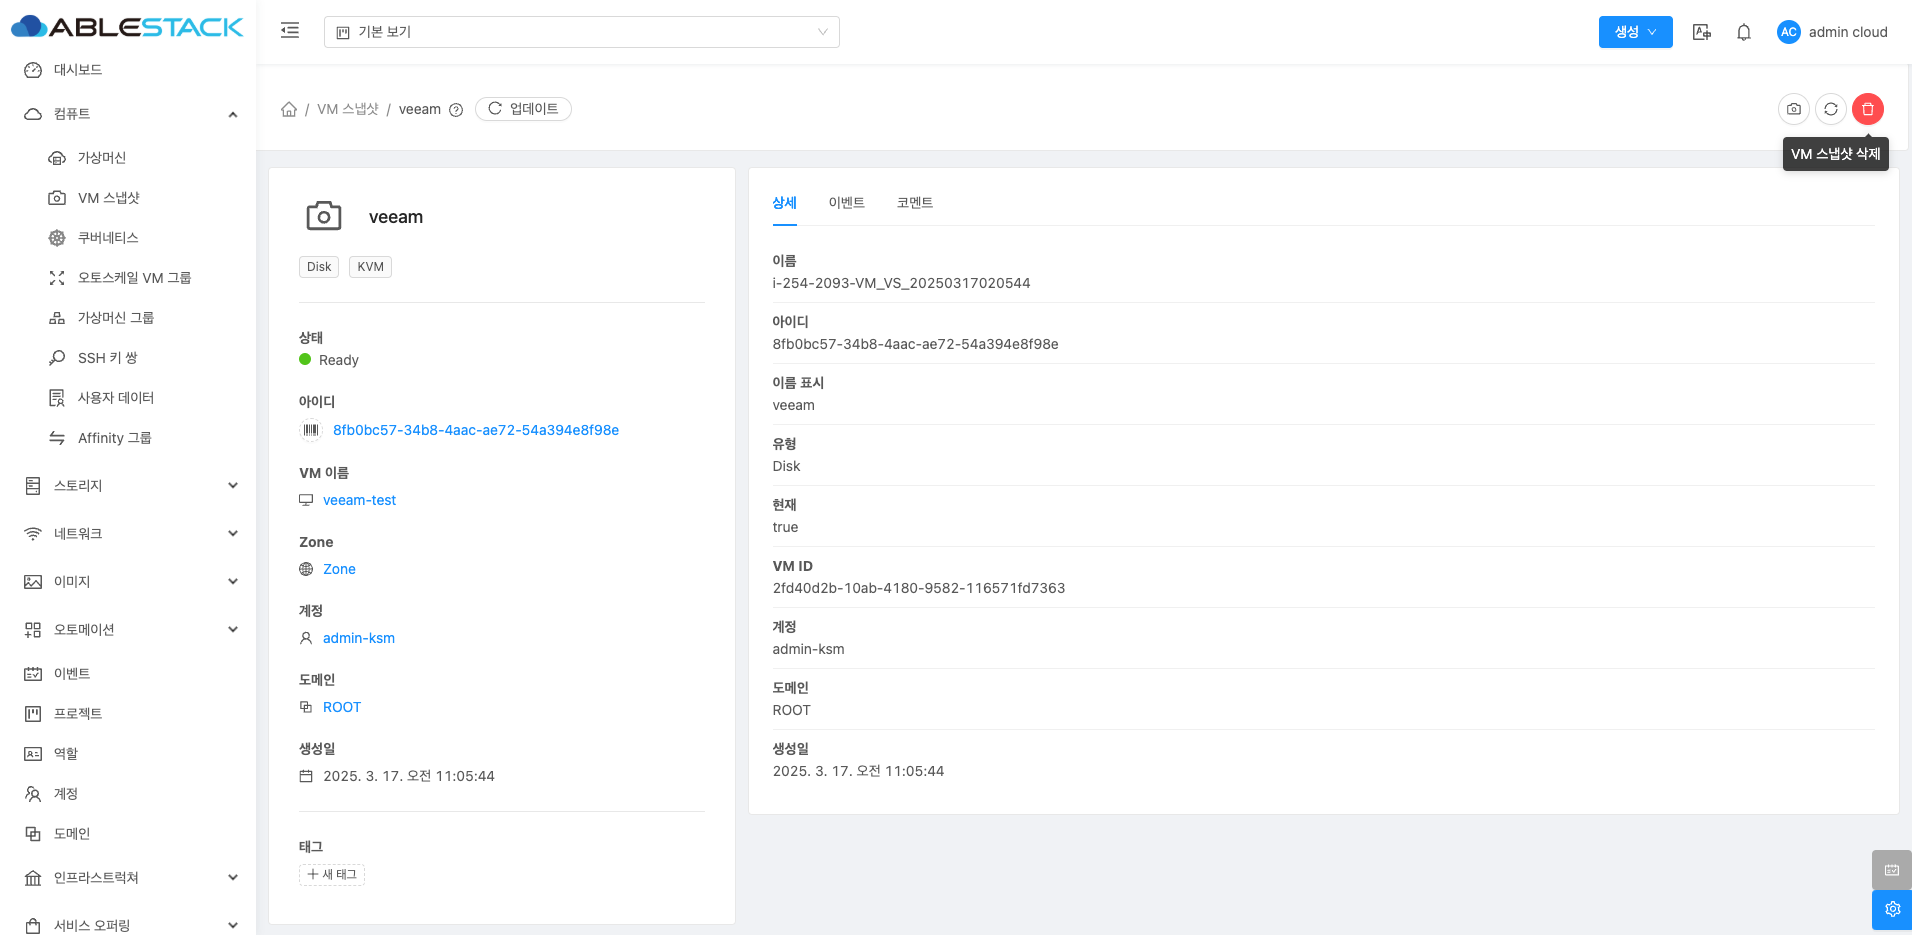 ABLESTACK
기본 보기
생성
AC
admin cloud
대시보드
컴퓨트
가상머신
VM 스냅샷
쿠버네티스
오토스케일 VM 그룹
가상머신 그룹
SSH 키 쌍
사용자 데이터
Affinity 그룹
스토리지
네트워크
이미지
오토메이션
이벤트
프로젝트
역할
계정
도메인
인프라스트럭쳐
서비스 오퍼링
/ VM 스냅샷 / veeam
업데이트
VM 스냅샷 삭제
veeam
Disk
KVM
상태
Ready
아이디
8fb0bc57-34b8-4aac-ae72-54a394e8f98e
VM 이름
veeam-test
Zone
Zone
계정
admin-ksm
도메인
ROOT
생성일
2025. 3. 17. 오전 11:05:44
태그
새 태그
상세
이벤트
코멘트
이름
i-254-2093-VM_VS_20250317020544
아이디
8fb0bc57-34b8-4aac-ae72-54a394e8f98e
이름 표시
veeam
유형
Disk
현재
true
VM ID
2fd40d2b-10ab-4180-9582-116571fd7363
계정
admin-ksm
도메인
ROOT
생성일
2025. 3. 17. 오전 11:05:44